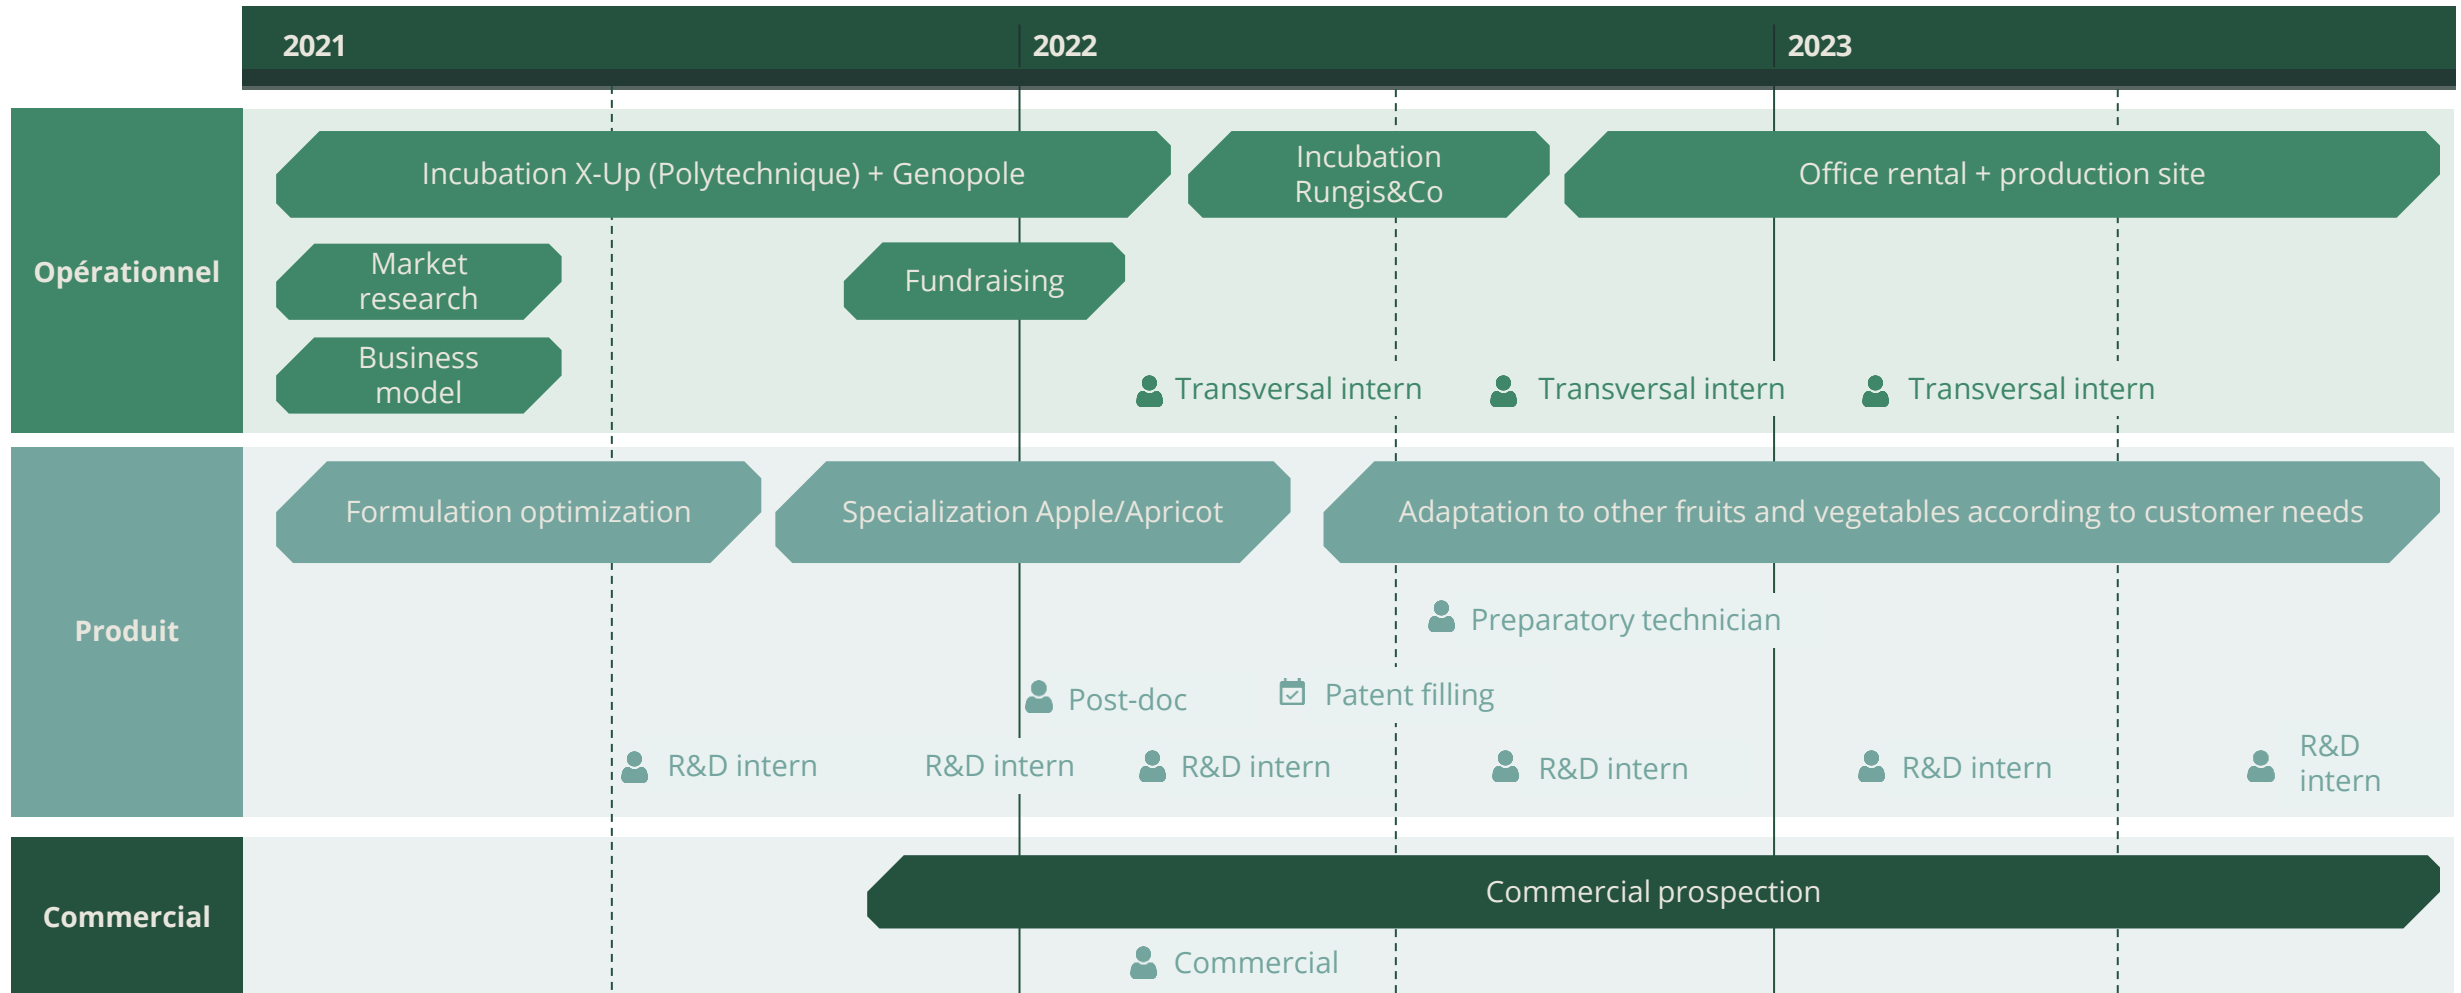 2021
2022
2023
Opérationnel
Incubation X-Up (Polytechnique) + Genopole
Incubation
Rungis&Co
Office rental + production site
Market
research
Fundraising
Business
model
Transversal intern
Transversal intern
Transversal intern
Produit
Formulation optimization
Specialization Apple/Apricot
Adaptation to other fruits and vegetables according to customer needs
Preparatory technician
Post-doc
Patent filling
R&D intern
R&D intern
R&D intern
R&D intern
R&D intern
R&D
intern
Commercial
Commercial prospection
Commercial